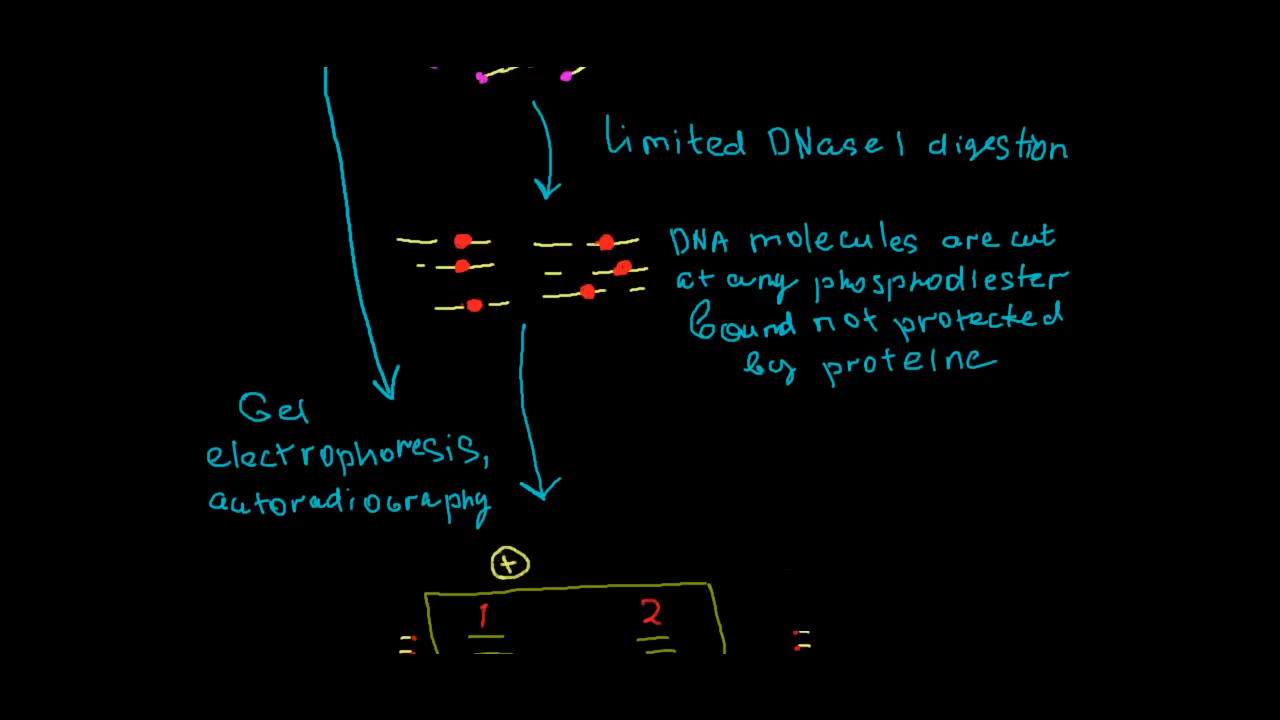 Limited DNase1 digestion
DNA molecules are cut
at any phosphodiester
bound not protected
by proteine
Gel
electrophoresis,
autoradiography
+
1 2